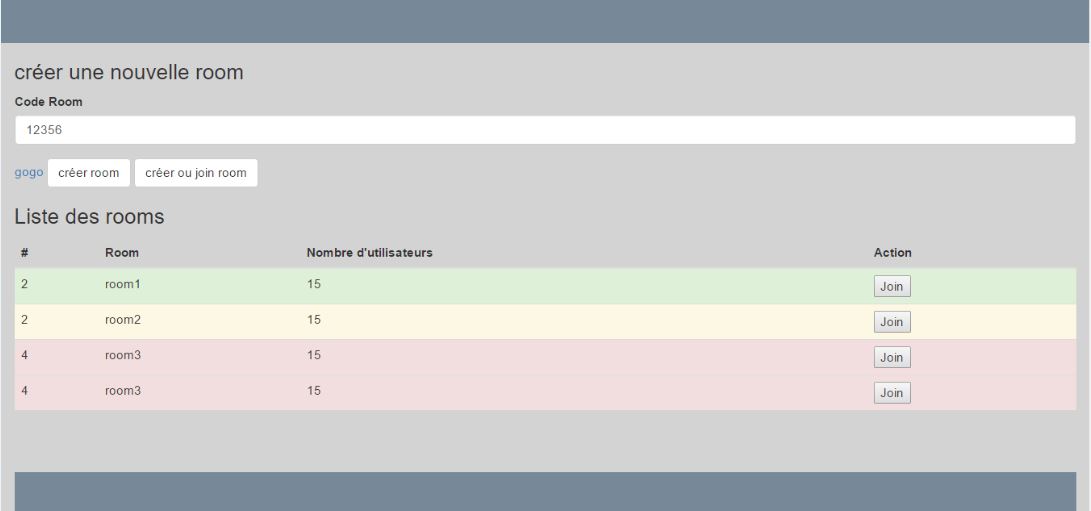 créer une nouvelle room
Code Room
12356
gogo créer room créer ou join room
Liste des rooms
# Room Nombre d'utilisateurs Action
2 room1 15 Join
2 room2 15 Join
4 room3 15 Join
4 room3 15 Join